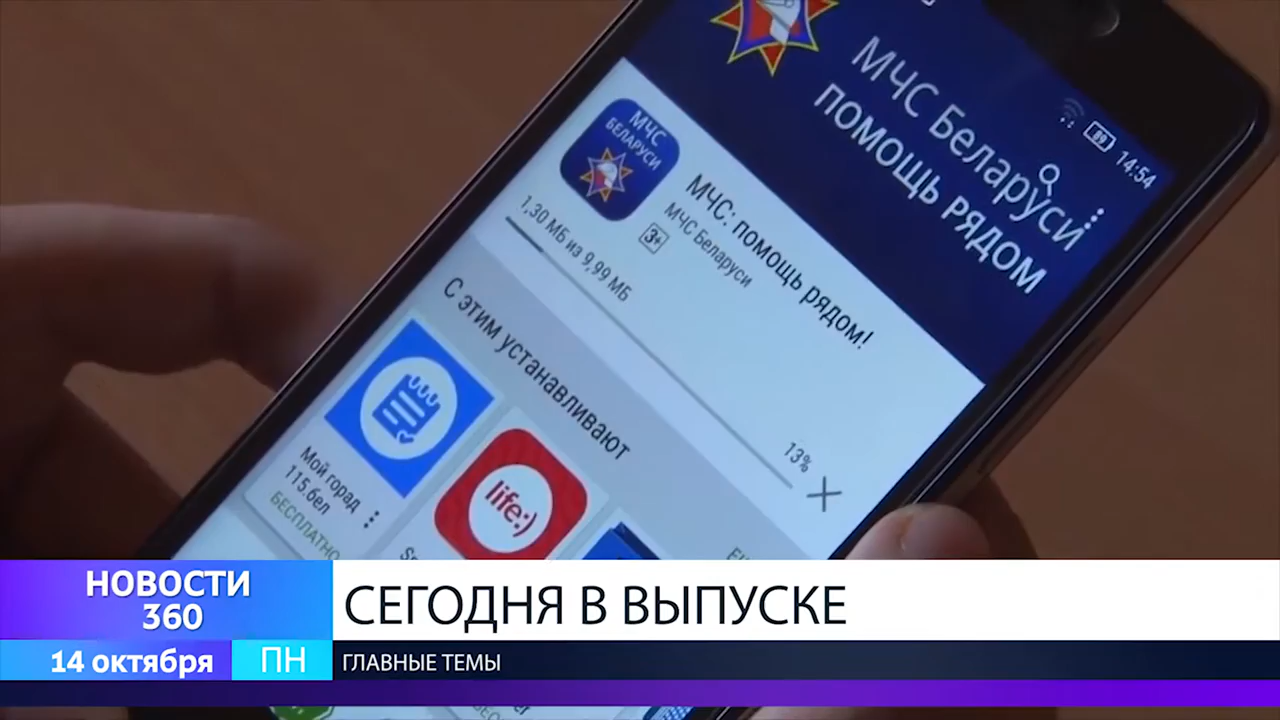 МЧС Беларуси
помощь рядом
89
14:54
МЧС
БЕЛАРУСИ
МЧС: помощь рядом!
МЧС Беларуси
3+
1,30 МБ из 9,99 МБ
13%
С этим устанавливают
Мой горад
115.бел
БЕСПЛАТНО
life:)
НОВОСТИ
360
СЕГОДНЯ В ВЫПУСКЕ
14 октября
ПН
ГЛАВНЫЕ ТЕМЫ